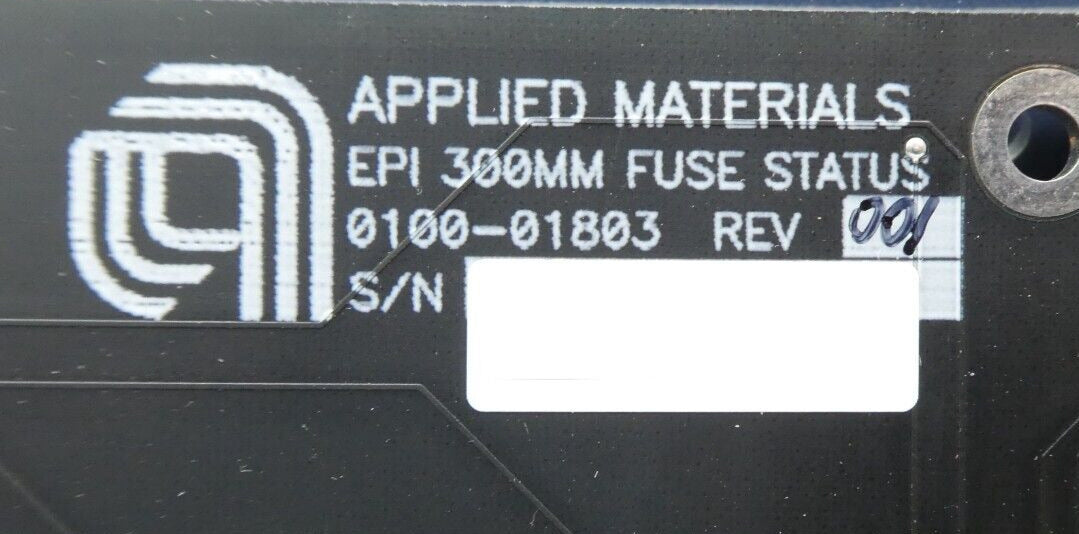 APPLIED MATERIALS
EPI 300MM FUSE STATUS
0100-01803 REV 001
S/N